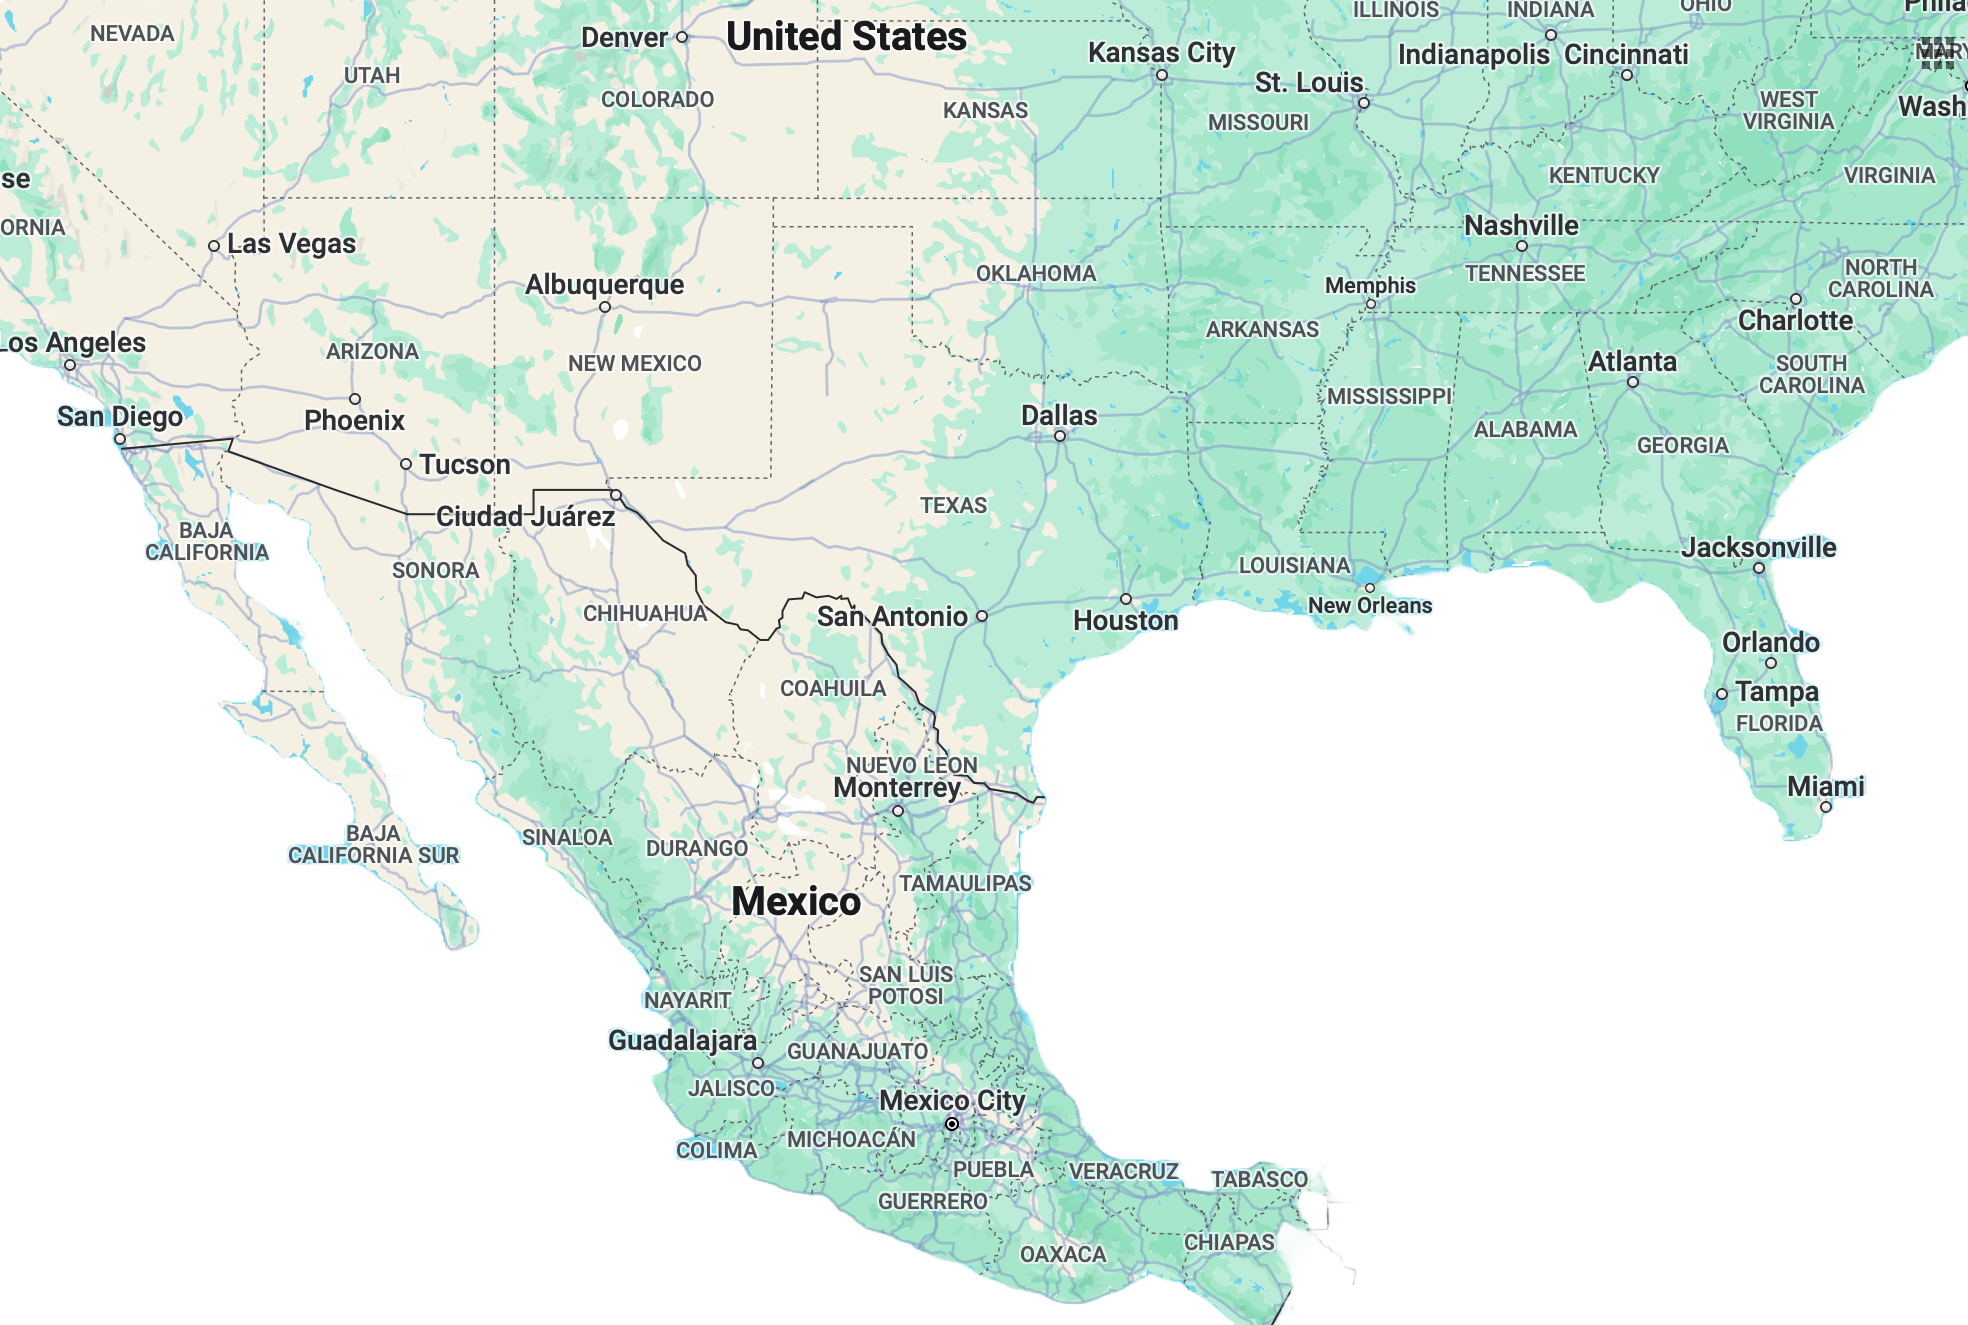 ILLINOIS
INDIANA
OHIO
NEVADA
Denver
United States
Kansas City
Indianapolis
Cincinnati
UTAH
St. Louis
COLORADO
KANSAS
MISSOURI
WEST
VIRGINIA
Wash
se
KENTUCKY
VIRGINIA
ORNIA
Las Vegas
Nashville
Albuquerque
OKLAHOMA
TENNESSEE
Memphis
NORTH
CAROLINA
Los Angeles
ARIZONA
NEW MEXICO
ARKANSAS
Charlotte
Atlanta
SOUTH
CAROLINA
San Diego
Phoenix
Dallas
MISSISSIPPI
ALABAMA
GEORGIA
Tucson
Ciudad Juárez
TEXAS
BAJA
CALIFORNIA
SONORA
Jacksonville
LOUISIANA
CHIHUAHUA
San Antonio
Houston
New Orleans
Orlando
COAHUILA
Tampa
FLORIDA
NUEVO LEON
Monterrey
Miami
BAJA
CALIFORNIA SUR
SINALOA
DURANGO
Mexico
TAMAULIPAS
SAN LUIS
POTOSI
NAYARIT
Guadalajara
GUANAJUATO
JALISCO
Mexico City
COLIMA
MICHOACÁN
PUEBLA
VERACRUZ
TABASCO
GUERRERO
OAXACA
CHIAPAS